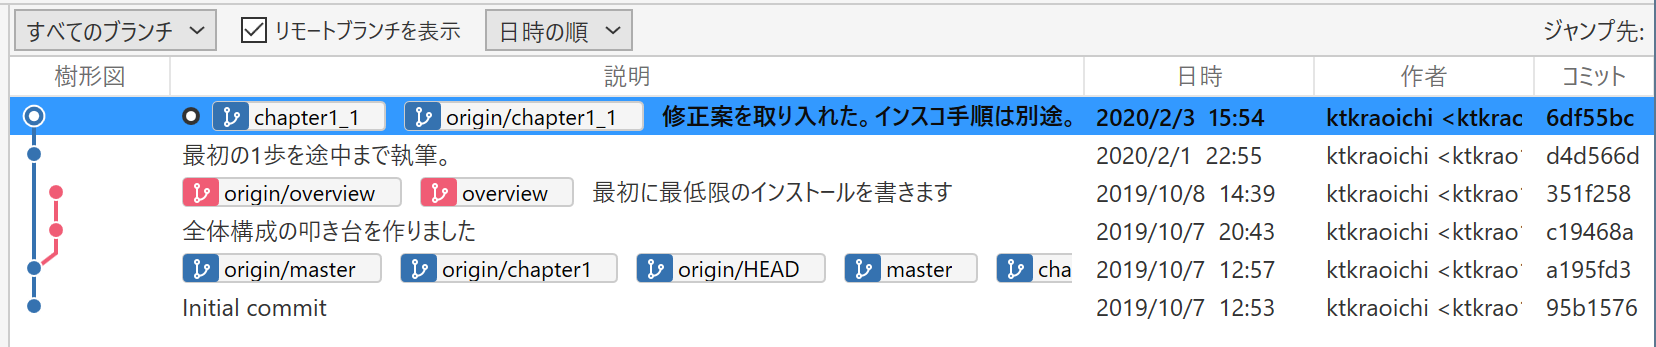 すべてのブランチ リモートブランチを表示 日時の順 ジャンプ先:
樹形図 説明 日時 作者 コミット
chapter1_1 origin/chapter1_1 修正案を取り入れた。インスコ手順は別途。 2020/2/3 15:54 ktkraoichi <ktkrac 6df55bc
最初の1歩を途中まで執筆。 2020/2/1 22:55 ktkraoichi <ktkrao d4d566d
origin/overview overview 最初に最低限のインストールを書きます 2019/10/8 14:39 ktkraoichi <ktkrao 351f258
全体構成の叩き台を作りました 2019/10/7 20:43 ktkraoichi <ktkrao c19468a
origin/master origin/chapter1 origin/HEAD master cha 2019/10/7 12:57 ktkraoichi <ktkrao a195fd3
Initial commit 2019/10/7 12:53 ktkraoichi <ktkrao 95b1576